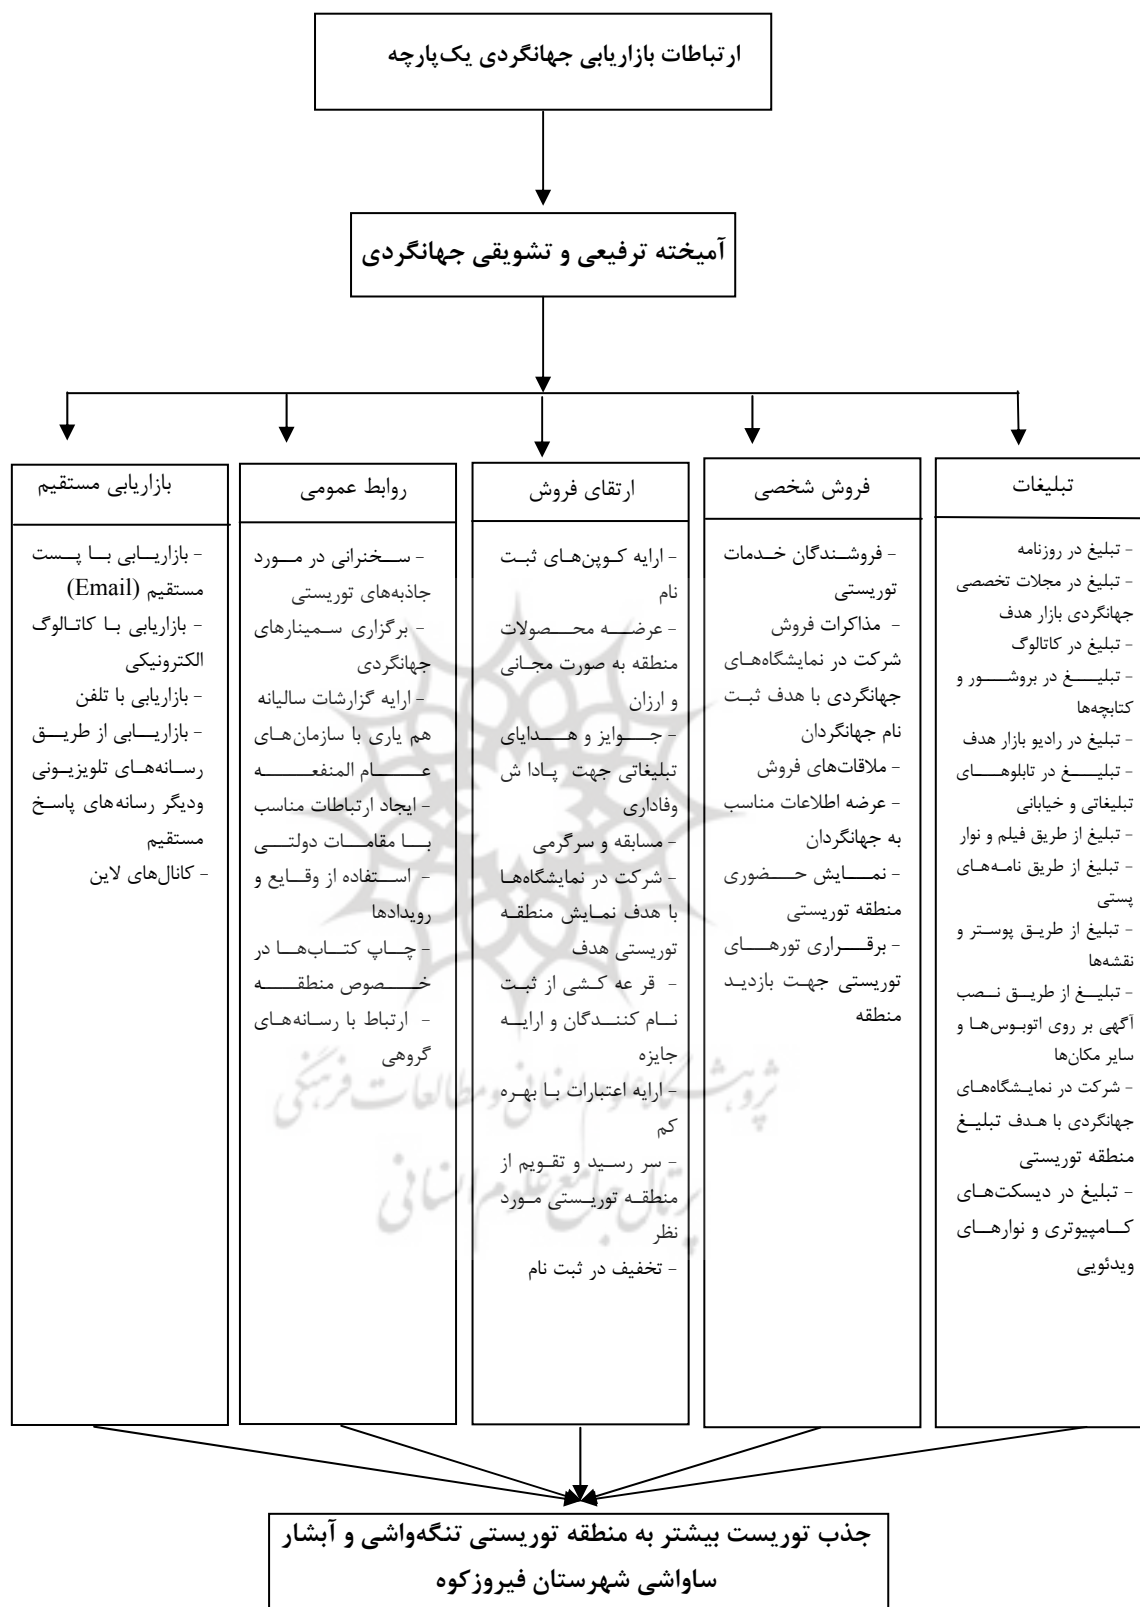 ارتباطات بازاریابی جهانگردی یک‌پارچه
آمیخته ترفیعی و تشویقی جهانگردی
تبلیغات
- تبلیغ در روزنامه
- تبلیغ در مجلات تخصصی
جهانگردی بازار هدف
- تبلیغ در کاتالوگ
- تبلیغ در بروشور و
کتابچه‌ها
- تبلیغ در رادیو بازار هدف
- تبلیغ در تابلوهای
تبلیغاتی و خیابانی
- تبلیغ از طریق فیلم و نوار
- تبلیغ از طریق نامه‌های
پستی
- تبلیغ از طریق پوستر و
نقشه‌ها
- تبلیغ از طریق نصب
آگهی بر روی اتوبوس‌ها و
سایر مکان‌ها
- شرکت در نمایشگاه‌های
جهانگردی با هدف تبلیغ
منطقه توریستی
- تبلیغ در دیسکت‌های
کامپیوتری و نوارهای
ویدئویی
فروش شخصی
- فروشندگان خدمات
توریستی
- مذاکرات فروش
شرکت در نمایشگاه‌های
جهانگردی با هدف ثبت
نام جهانگردان
- ملاقات‌های فروش
- عرضه اطلاعات مناسب
به جهانگردان
- نمایش حضوری
منطقه توریستی
- برقراری تورهای
توریستی جهت بازدید
منطقه
ارتقای فروش
- ارایه کوپن‌های ثبت
نام
- عرضه محصولات
منطقه به صورت مجانی
و ارزان
- جوایز و هدایای
تبلیغاتی جهت پادا ش
وفاداری
- مسابقه و سرگرمی
- شرکت در نمایشگاه‌ها
با هدف نمایش منطقه
توریستی هدف
- قر عه کشی از ثبت
نام کنندگان و ارایه
جایزه
- ارایه اعتبارات با بهره
کم
- سر رسید و تقویم از
منطقه توریستی مورد
نظر
- تخفیف در ثبت نام
روابط عمومی
- سخنرانی در مورد
جاذبه‌های توریستی
- برگزاری سمینارهای
جهانگردی
- ارایه گزارشات سالیانه
هم یاری با سازمان‌های
عام المنفعه
- ایجاد ارتباطات مناسب
با مقامات دولتی
- استفاده از وقایع و
رویدادها
- چاپ کتاب‌ها در
خصوص منطقه
- ارتباط با رسانه‌های
گروهی
بازاریابی مستقیم
- بازاریابی با پست
مستقیم (Email)
- بازاریابی با کاتالوگ
الکترونیکی
- بازاریابی با تلفن
- بازاریابی از طریق
رسانه‌های تلویزیونی
ودیگر رسانه‌های پاسخ
مستقیم
- کانال‌های لاین
پژوهشگاه علوم انسانی و مطالعات فرهنگی
پرتال جامع علوم انسانی
جذب توریست بیشتر به منطقه توریستی تنگه‌واشی و آبشار
ساواشی شهرستان فیروزکوه